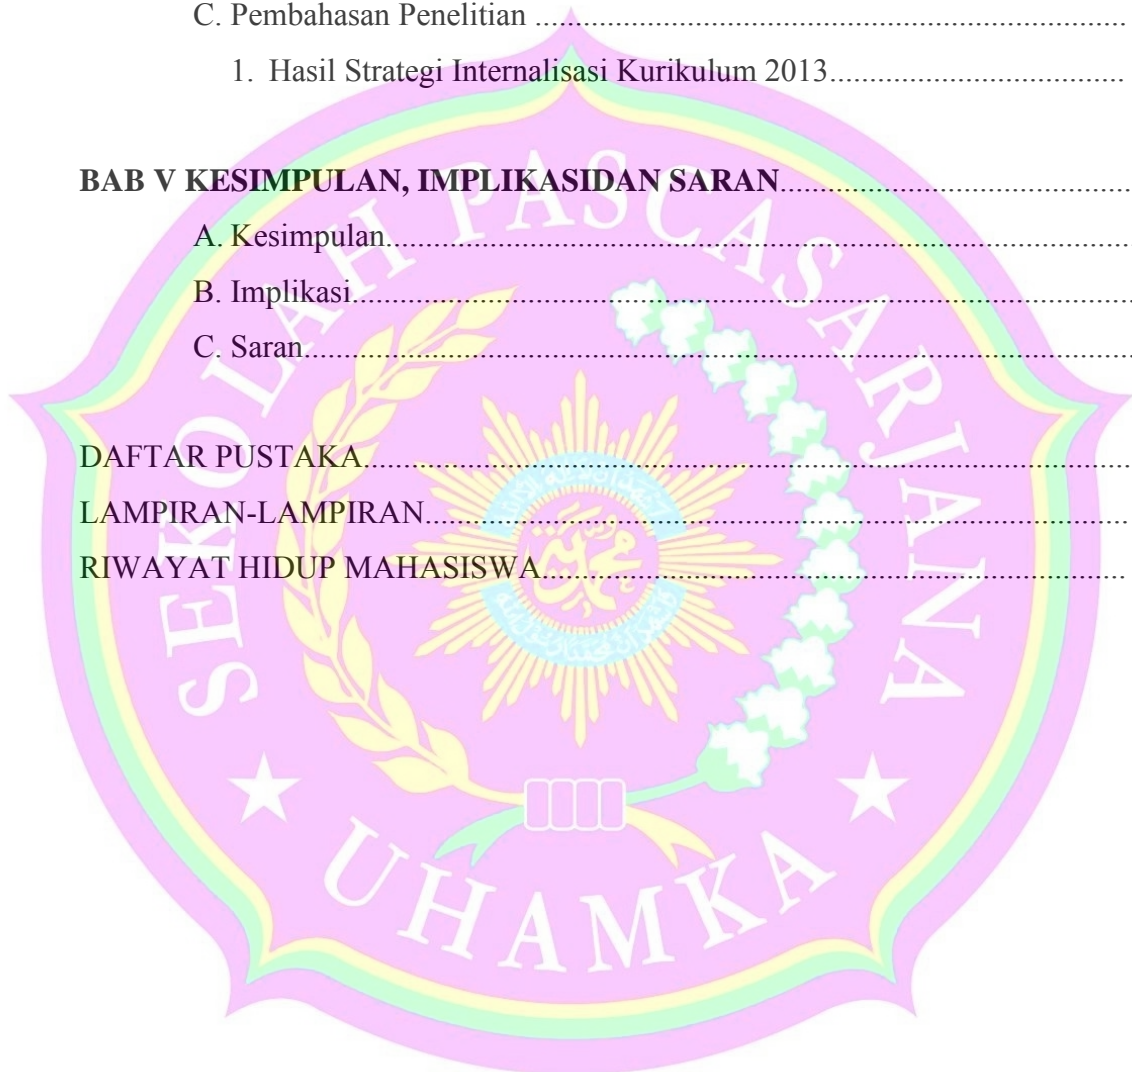 C. Pembahasan Penelitian ..........................................................................
1. Hasil Strategi Internalisasi Kurikulum 2013.....................................
BAB V KESIMPULAN, IMPLIKASIDAN SARAN............................................
A. Kesimpulan.............................................................................................
B. Implikasi.................................................................................................
C. Saran.......................................................................................................
DAFTAR PUSTAKA................................................................................................
LAMPIRAN-LAMPIRAN........................................................................................
RIWAYAT HIDUP MAHASISWA.........................................................................
SEKOLAH PASCASARJANA
UHAMKA
محمدية